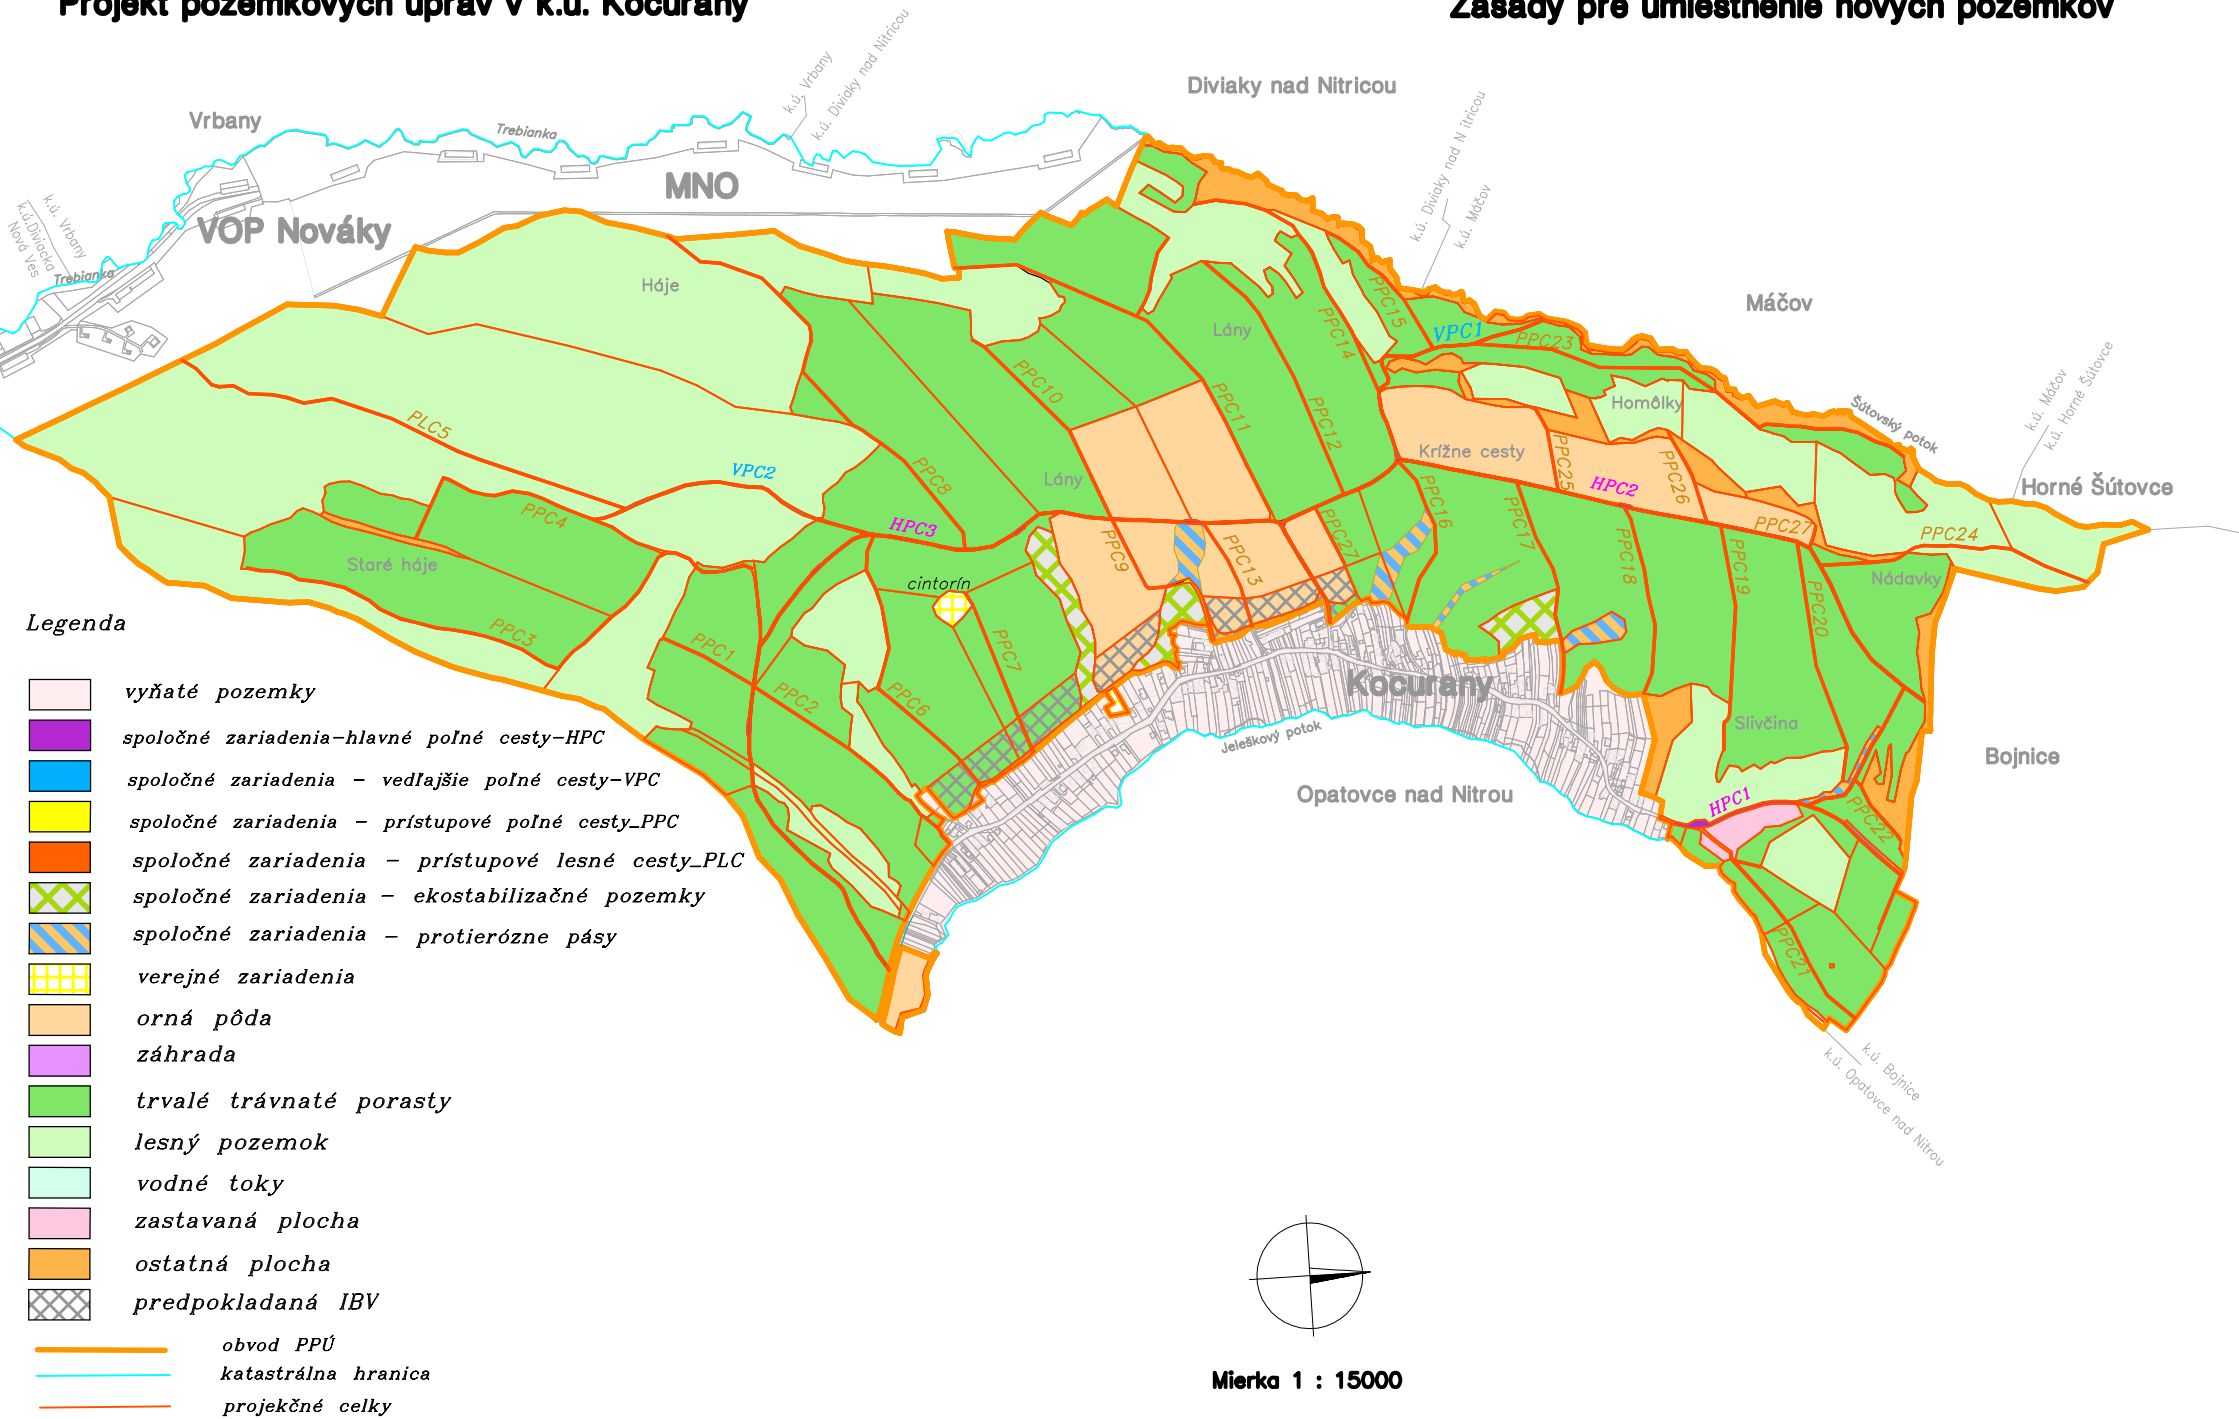 Projekt pozemkových úprav v k.ú. Kocurany
Zásady pre umiestnenie nových pozemkov
k.ú. Vrbany
k.ú. Diviaky nad Nitricou
Diviaky nad Nitricou
Vrbany
Trebianka
MNO
VOP Nováky
k.ú. Vrbany
k.ú.Diviacka
Nová Ves
Trebianka
k.ú. Diviaky nad N itricou
k.ú. Máčov
Máčov
Háje
Lány
PPC15
PPC14
VPC1
PPC23
PPC10
PPC11
PPC12
Homôlky
Šútovský potok
k.ú. Máčov
k.ú. Horné Šútovce
Horné Šútovce
PLC5
VPC2
PPC8
Lány
Krížne cesty
PPC25
HPC2
PPC26
PPC27
PPC24
PPC4
HPC3
PPC9
PPC13
PPC27
PPC16
PPC17
PPC18
PPC19
PPC20
Nádavky
Staré háje
cintorín
PPC3
PPC1
PPC2
PPC6
PPC7
Kocurany
Jeleškový potok
Slivčina
Opatovce nad Nitrou
Bojnice
HPC1
PPC22
PPC21
k.ú. Bojnice
k.ú. Opatovce nad Nitrou
Legenda
vyňaté pozemky
spoločné zariadenia-hlavné poľné cesty-HPC
spoločné zariadenia - vedľajšie poľné cesty-VPC
spoločné zariadenia - prístupové poľné cesty_PPC
spoločné zariadenia - prístupové lesné cesty_PLC
spoločné zariadenia - ekostabilizačné pozemky
spoločné zariadenia - protierózne pásy
verejné zariadenia
orná pôda
záhrada
trvalé trávnaté porasty
lesný pozemok
vodné toky
zastavaná plocha
ostatná plocha
predpokladaná IBV
obvod PPÚ
katastrálna hranica
projekčné celky
Mierka 1 : 15000